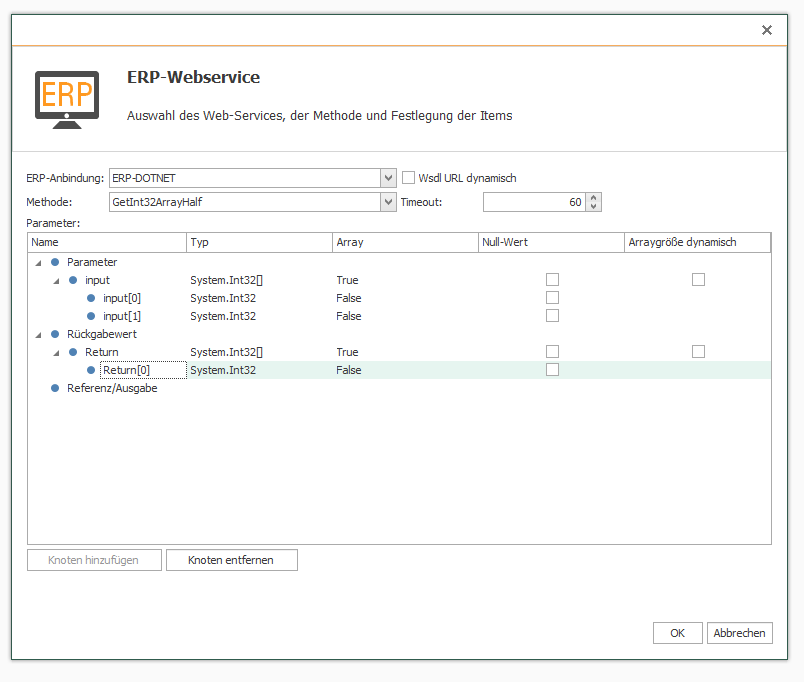 ERP
ERP-Webservice
Auswahl des Web-Services, der Methode und Festlegung der Items
ERP-Anbindung: ERP-DOTNET Wsdl URL dynamisch
Methode: GetInt32ArrayHalf Timeout: 60
Parameter:
Name Typ Array Null-Wert Arraygröße dynamisch
Parameter
input System.Int32[] True
input[0] System.Int32 False
input[1] System.Int32 False
Rückgabewert
Return System.Int32[] True
Return[0] System.Int32 False
Referenz/Ausgabe
Knoten hinzufügen Knoten entfernen
OK Abbrechen